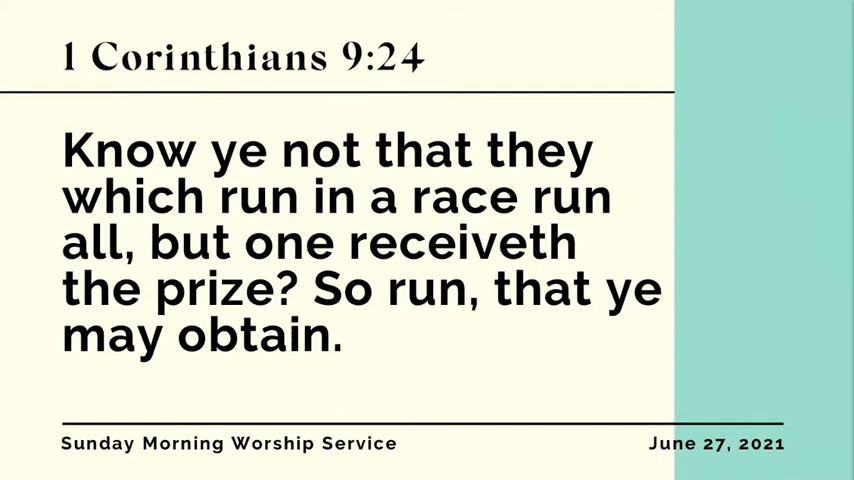 1 Corinthians 9:24
Know ye not that they
which run in a race run
all, but one receiveth
the prize? So run, that ye
may obtain.
Sunday Morning Worship Service
June 27, 2021